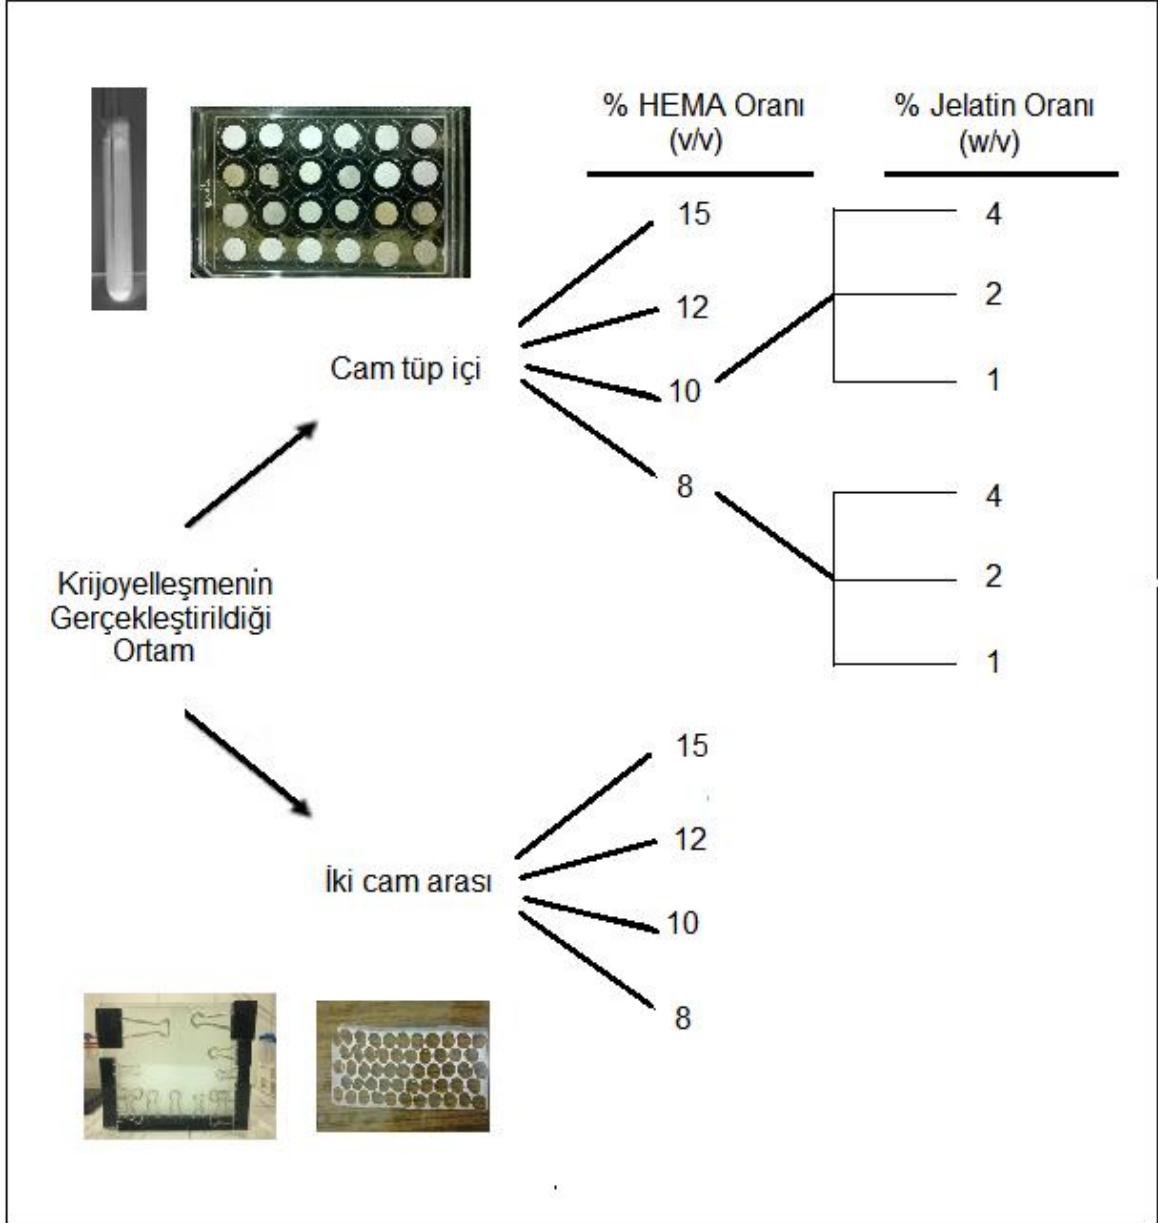 % HEMA Oranı
(v/v)
% Jelatin Oranı
(w/v)
15
12
10
8
4
2
1
4
2
1
Cam tüp içi
Krijoyelleşmenin
Gerçekleştirildiği
Ortam
İki cam arası
15
12
10
8